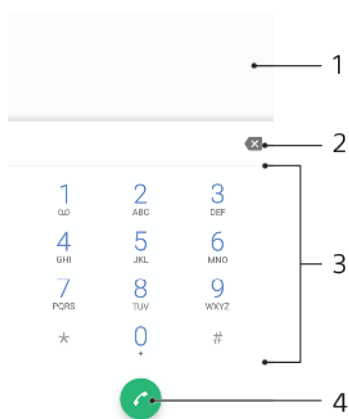 1
2
1 2 3
ABC DEF
4 5 6
GHI JKL MNO
3
7 8 9
PQRS TUV WXYZ
* 0 #
+
4